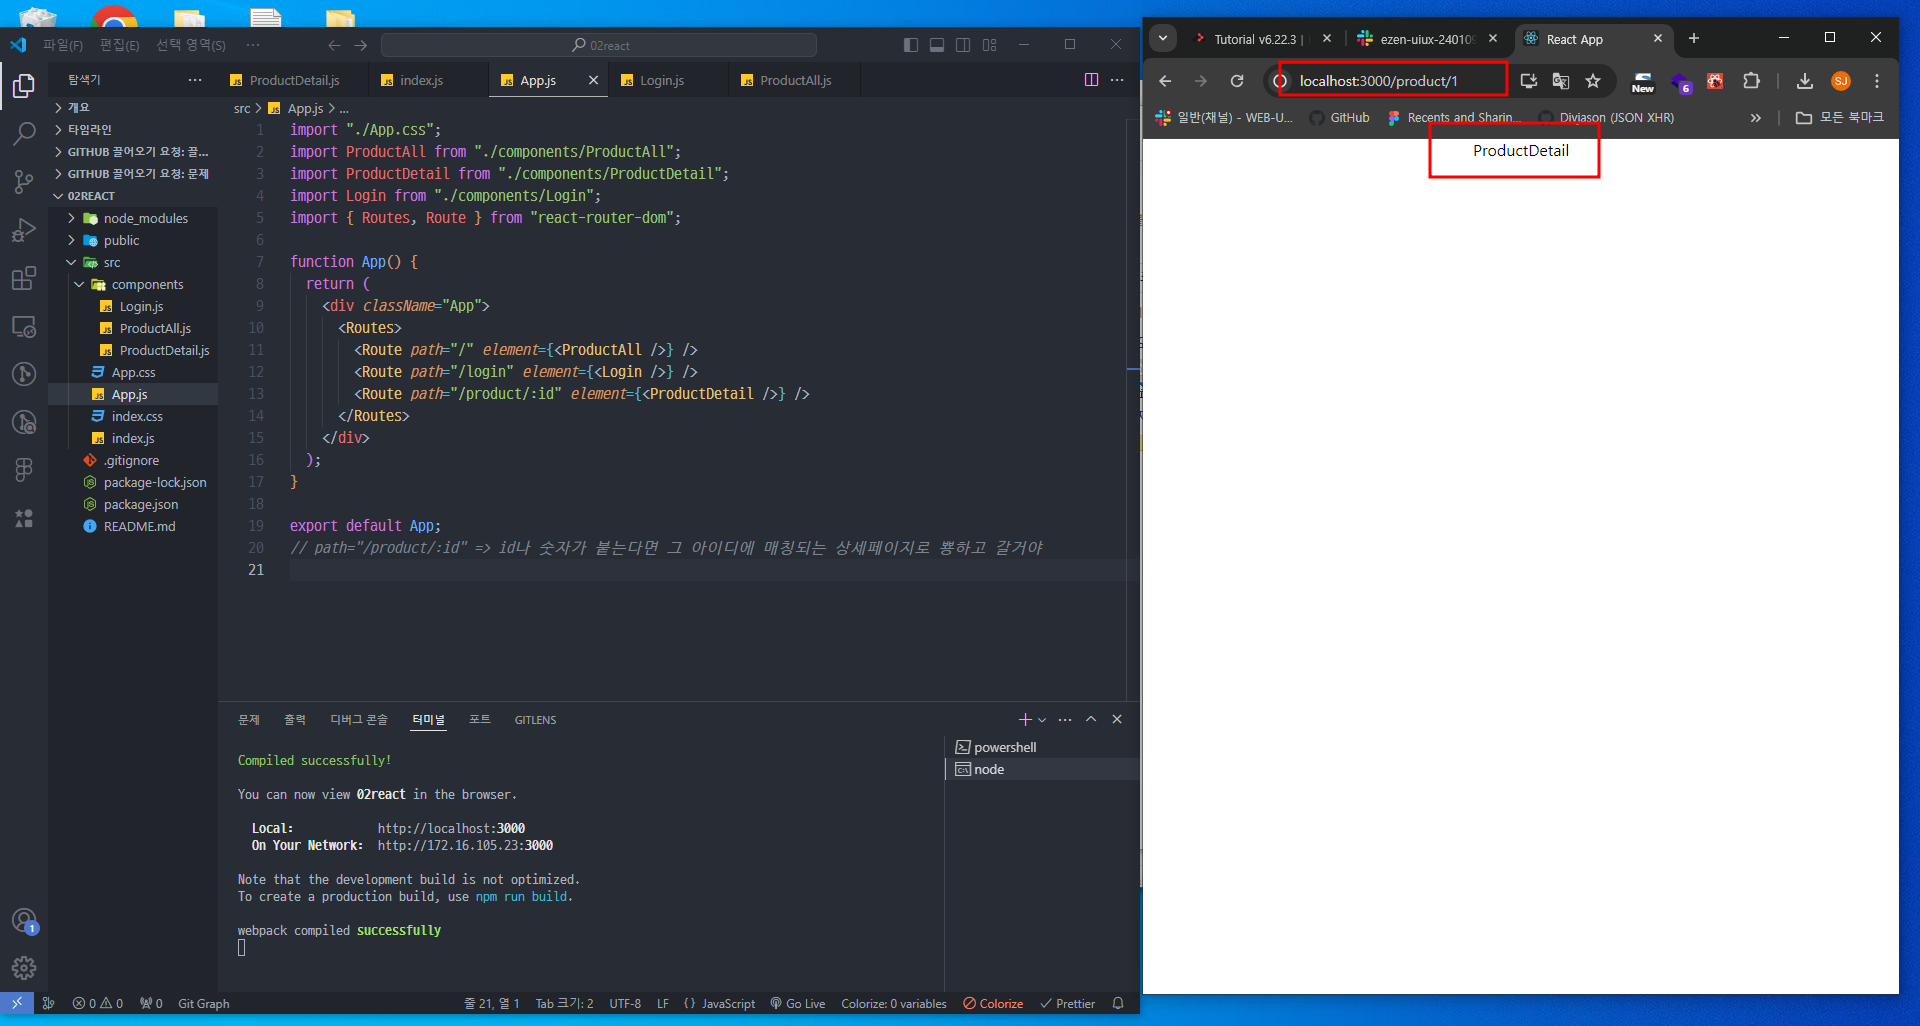 파일(F) 편집(E) 선택 영역(S) ···
02react
탐색기
개요
타임라인
GITHUB 끌어오기 요청: 끌...
GITHUB 끌어오기 요청: 문제
02REACT
node_modules
public
src
components
Login.js
ProductAll.js
ProductDetail.js
App.css
App.js
index.css
index.js
.gitignore
package-lock.json
package.json
README.md
ProductDetail.js index.js App.js Login.js ProductAll.js
src > App.js > ...
1 import "./App.css";
2 import ProductAll from "./components/ProductAll";
3 import ProductDetail from "./components/ProductDetail";
4 import Login from "./components/Login";
5 import { Routes, Route } from "react-router-dom";
6
7 function App() {
8 return (
9 <div className="App">
10 <Routes>
11 <Route path="/" element={<ProductAll />} />
12 <Route path="/login" element={<Login />} />
13 <Route path="/product/:id" element={<ProductDetail />} />
14 </Routes>
15 </div>
16 );
17 }
18
19 export default App;
20 // path="/product/:id" => id나 숫자가 붙는다면 그 아이디에 매칭되는 상세페이지로 뿅하고 갈거야
21
문제 출력 디버그 콘솔 터미널 포트 GITLENS
Compiled successfully!
You can now view 02react in the browser.
Local: http://localhost:3000
On Your Network: http://172.16.105.23:3000
Note that the development build is not optimized.
To create a production build, use npm run build.
webpack compiled successfully
powershell
node
1
0 0 0 Git Graph 줄 21, 열 1 Tab 크기: 2 UTF-8 LF {} JavaScript Go Live Colorize: 0 variables Colorize Prettier
Tutorial v6.22.3 | ezen-uiux-240109 React App
localhost:3000/product/1 New 6 SJ
일반(채널) - WEB-U... GitHub Recents and Sharin... Divjason (JSON XHR) 모든 북마크
ProductDetail